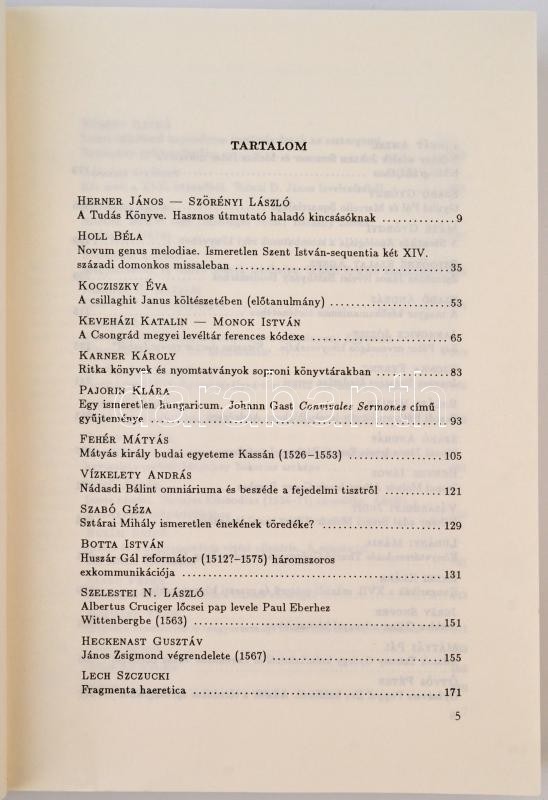 TARTALOM
HERNER JÁNOS — SZÖRÉNYI LÁSZLÓ
A Tudás Könyve. Hasznos útmutató haladó kincsásóknak .............. 9
HOLL BÉLA
Novum genus melodiae. Ismeretlen Szent István-sequentia két XIV.
századi domonkos missaleban .............. 35
KOCZISZKY ÉVA
A csillaghit Janus költészetében (előtanulmány) .............. 53
KEVEHÁZI KATALIN — MONOK ISTVÁN
A Csongrád megyei levéltár ferences kódexe .............. 65
KARNER KÁROLY
Ritka könyvek és nyomtatványok soproni könyvtárakban .............. 83
PAJORIN KLÁRA
Egy ismeretlen hungaricum. Johann Gast Convivales Sermones című
gyűjteménye .............. 93
FEHÉR MÁTYÁS
Mátyás király budai egyeteme Kassán (1526–1553) .............. 105
VÍZKELETY ANDRÁS
Nádasdi Bálint omniáriuma és beszéde a fejedelmi tisztről .............. 121
SZABÓ GÉZA
Sztárai Mihály ismeretlen énekének töredéke? .............. 129
BOTTA ISTVÁN
Huszár Gál reformátor (1512?–1575) háromszoros
exkommunikációja .............. 131
SZELESTEI N. LÁSZLÓ
Albertus Cruciger lőcsei pap levele Paul Eberhez
Wittenbergbe (1563) .............. 151
HECKENAST GUSZTÁV
János Zsigmond végrendelete (1567) .............. 155
LECH SZCZUCKI
Fragmenta haeretica .............. 171
5
darabanth